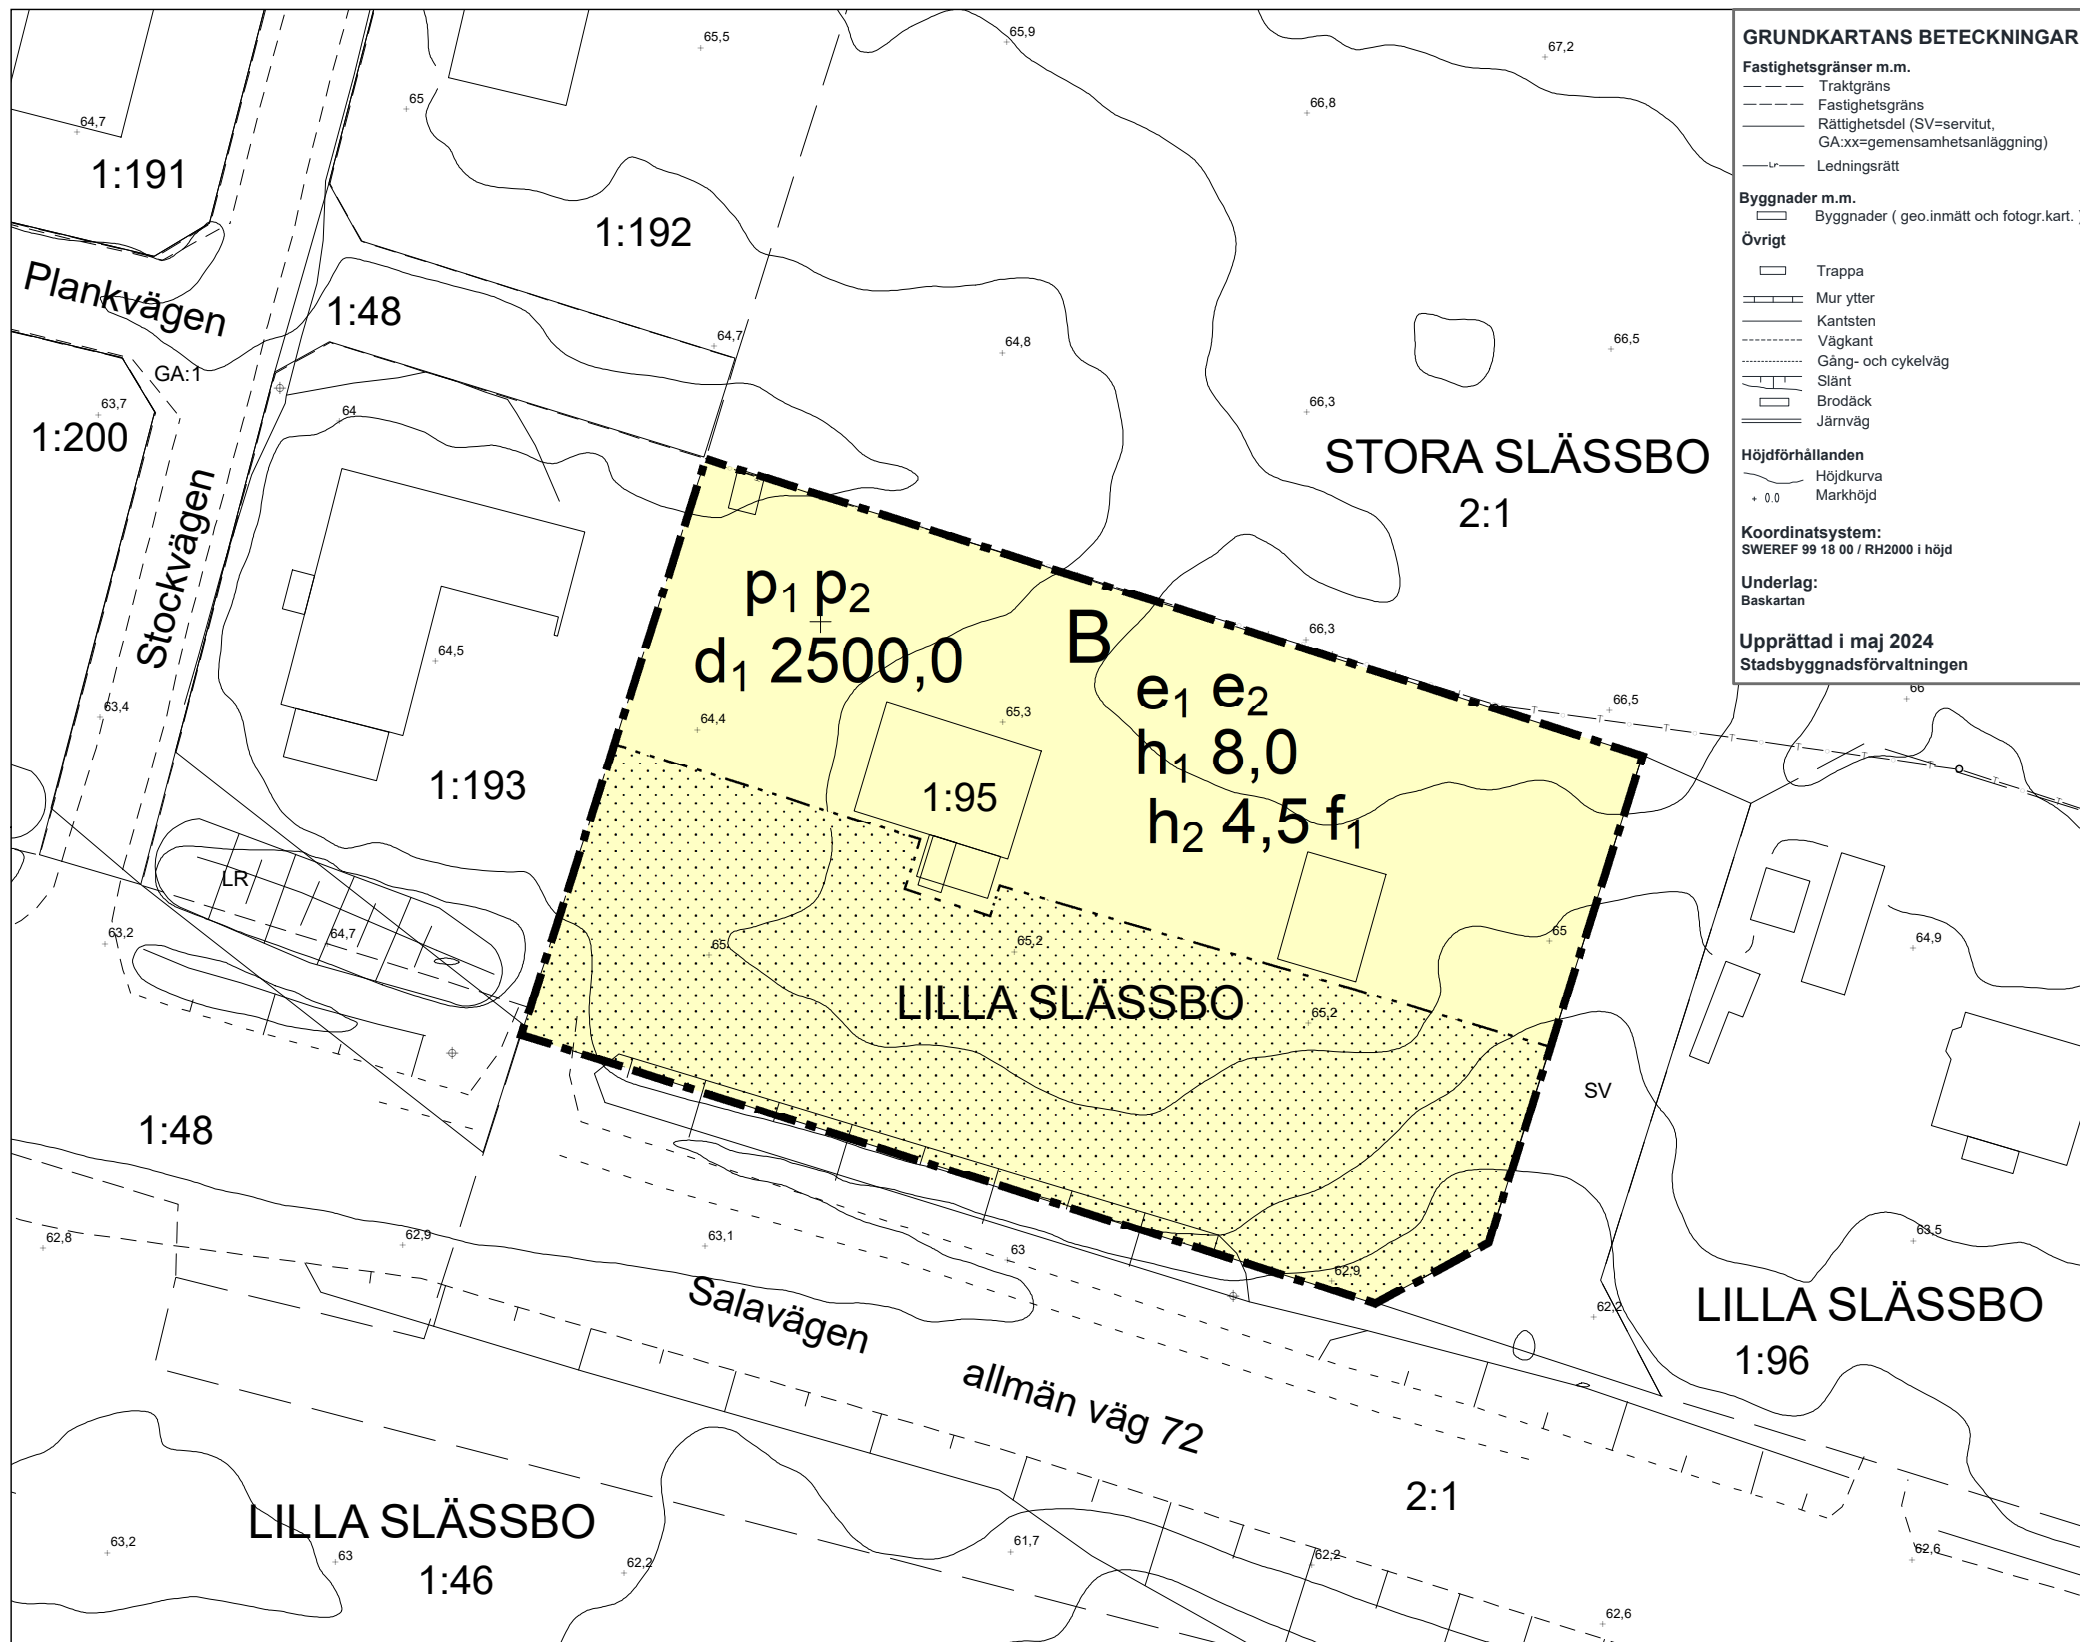 GRUNDKARTANS BETECKNINGAR
Fastighetsgränser m.m.
Traktgräns
Fastighetsgräns
Rättighetsdel (SV=servitut,
GA:xx=gemensamhetsanläggning)
Lr
Ledningsrätt
Byggnader m.m.
Byggnader ( geo.inmätt och fotogr.kart. )
Övrigt
Trappa
Mur ytter
Kantsten
Vägkant
Gång- och cykelväg
Slänt
Brodäck
Järnväg
Höjdförhållanden
Höjdkurva
+ 0.0 Markhöjd
Koordinatsystem:
SWEREF 99 18 00 / RH2000 i höjd
Underlag:
Baskartan
Upprättad i maj 2024
Stadsbyggnadsförvaltningen
65,5
65,9
67,2
65
66,8
64,7
1:191
1:192
Plankvägen
1:48
64,7
64,8
66,5
GA:1
63,7
64
66,3
1:200
STORA SLÄSSBO
2:1
Stockvägen
p1 p2
d1 2500,0
B
66,3
64,5
e1 e2
h1 8,0
h2 4,5 f1
63,4
64,4
65,3
66,5
66
T T T T T T T T
1:193
1:95
LR
63,2
64,7
65
65,2
65
64,9
LILLA SLÄSSBO
65,2
SV
1:48
62,8
62,9
63,1
63
62,9
63,5
Salavägen
62,2
LILLA SLÄSSBO
1:96
allmän väg 72
2:1
LILLA SLÄSSBO
1:46
63,2
63
62,2
61,7
62,2
62,6
62,6